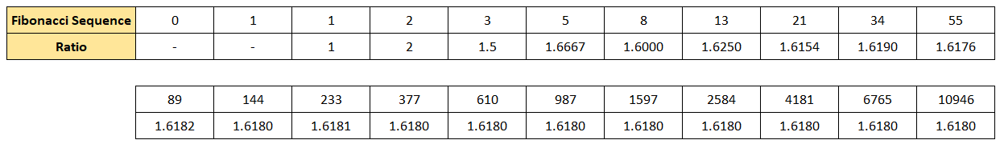 Fibonacci Sequence 0 1 1 2 3 5 8 13 21 34 55
Ratio - - 1 2 1.5 1.6667 1.6000 1.6250 1.6154 1.6190 1.6176
89 144 233 377 610 987 1597 2584 4181 6765 10946
1.6182 1.6180 1.6181 1.6180 1.6180 1.6180 1.6180 1.6180 1.6180 1.6180 1.6180